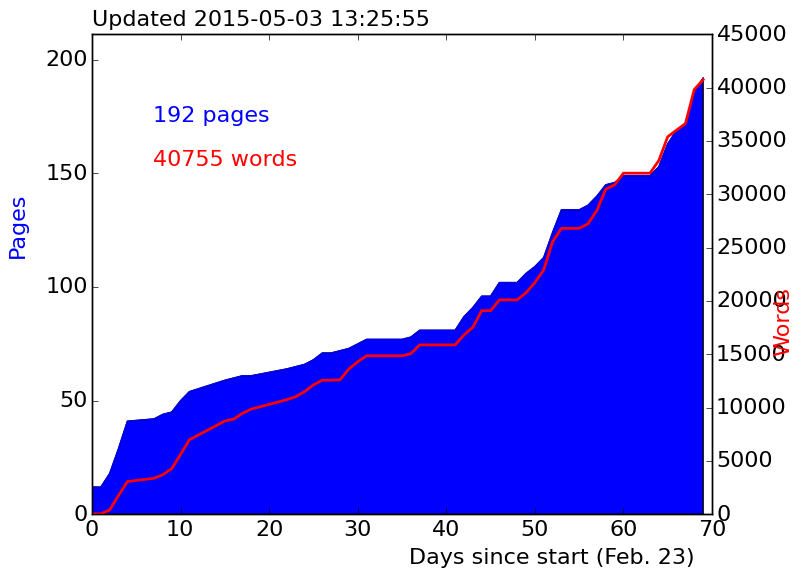 Updated 2015-05-03 13:25:55
200
150
100
50
0
Pages
192 pages
40755 words
45000
40000
35000
30000
25000
20000
15000
10000
5000
0
Words
0 10 20 30 40 50 60 70
Days since start (Feb. 23)